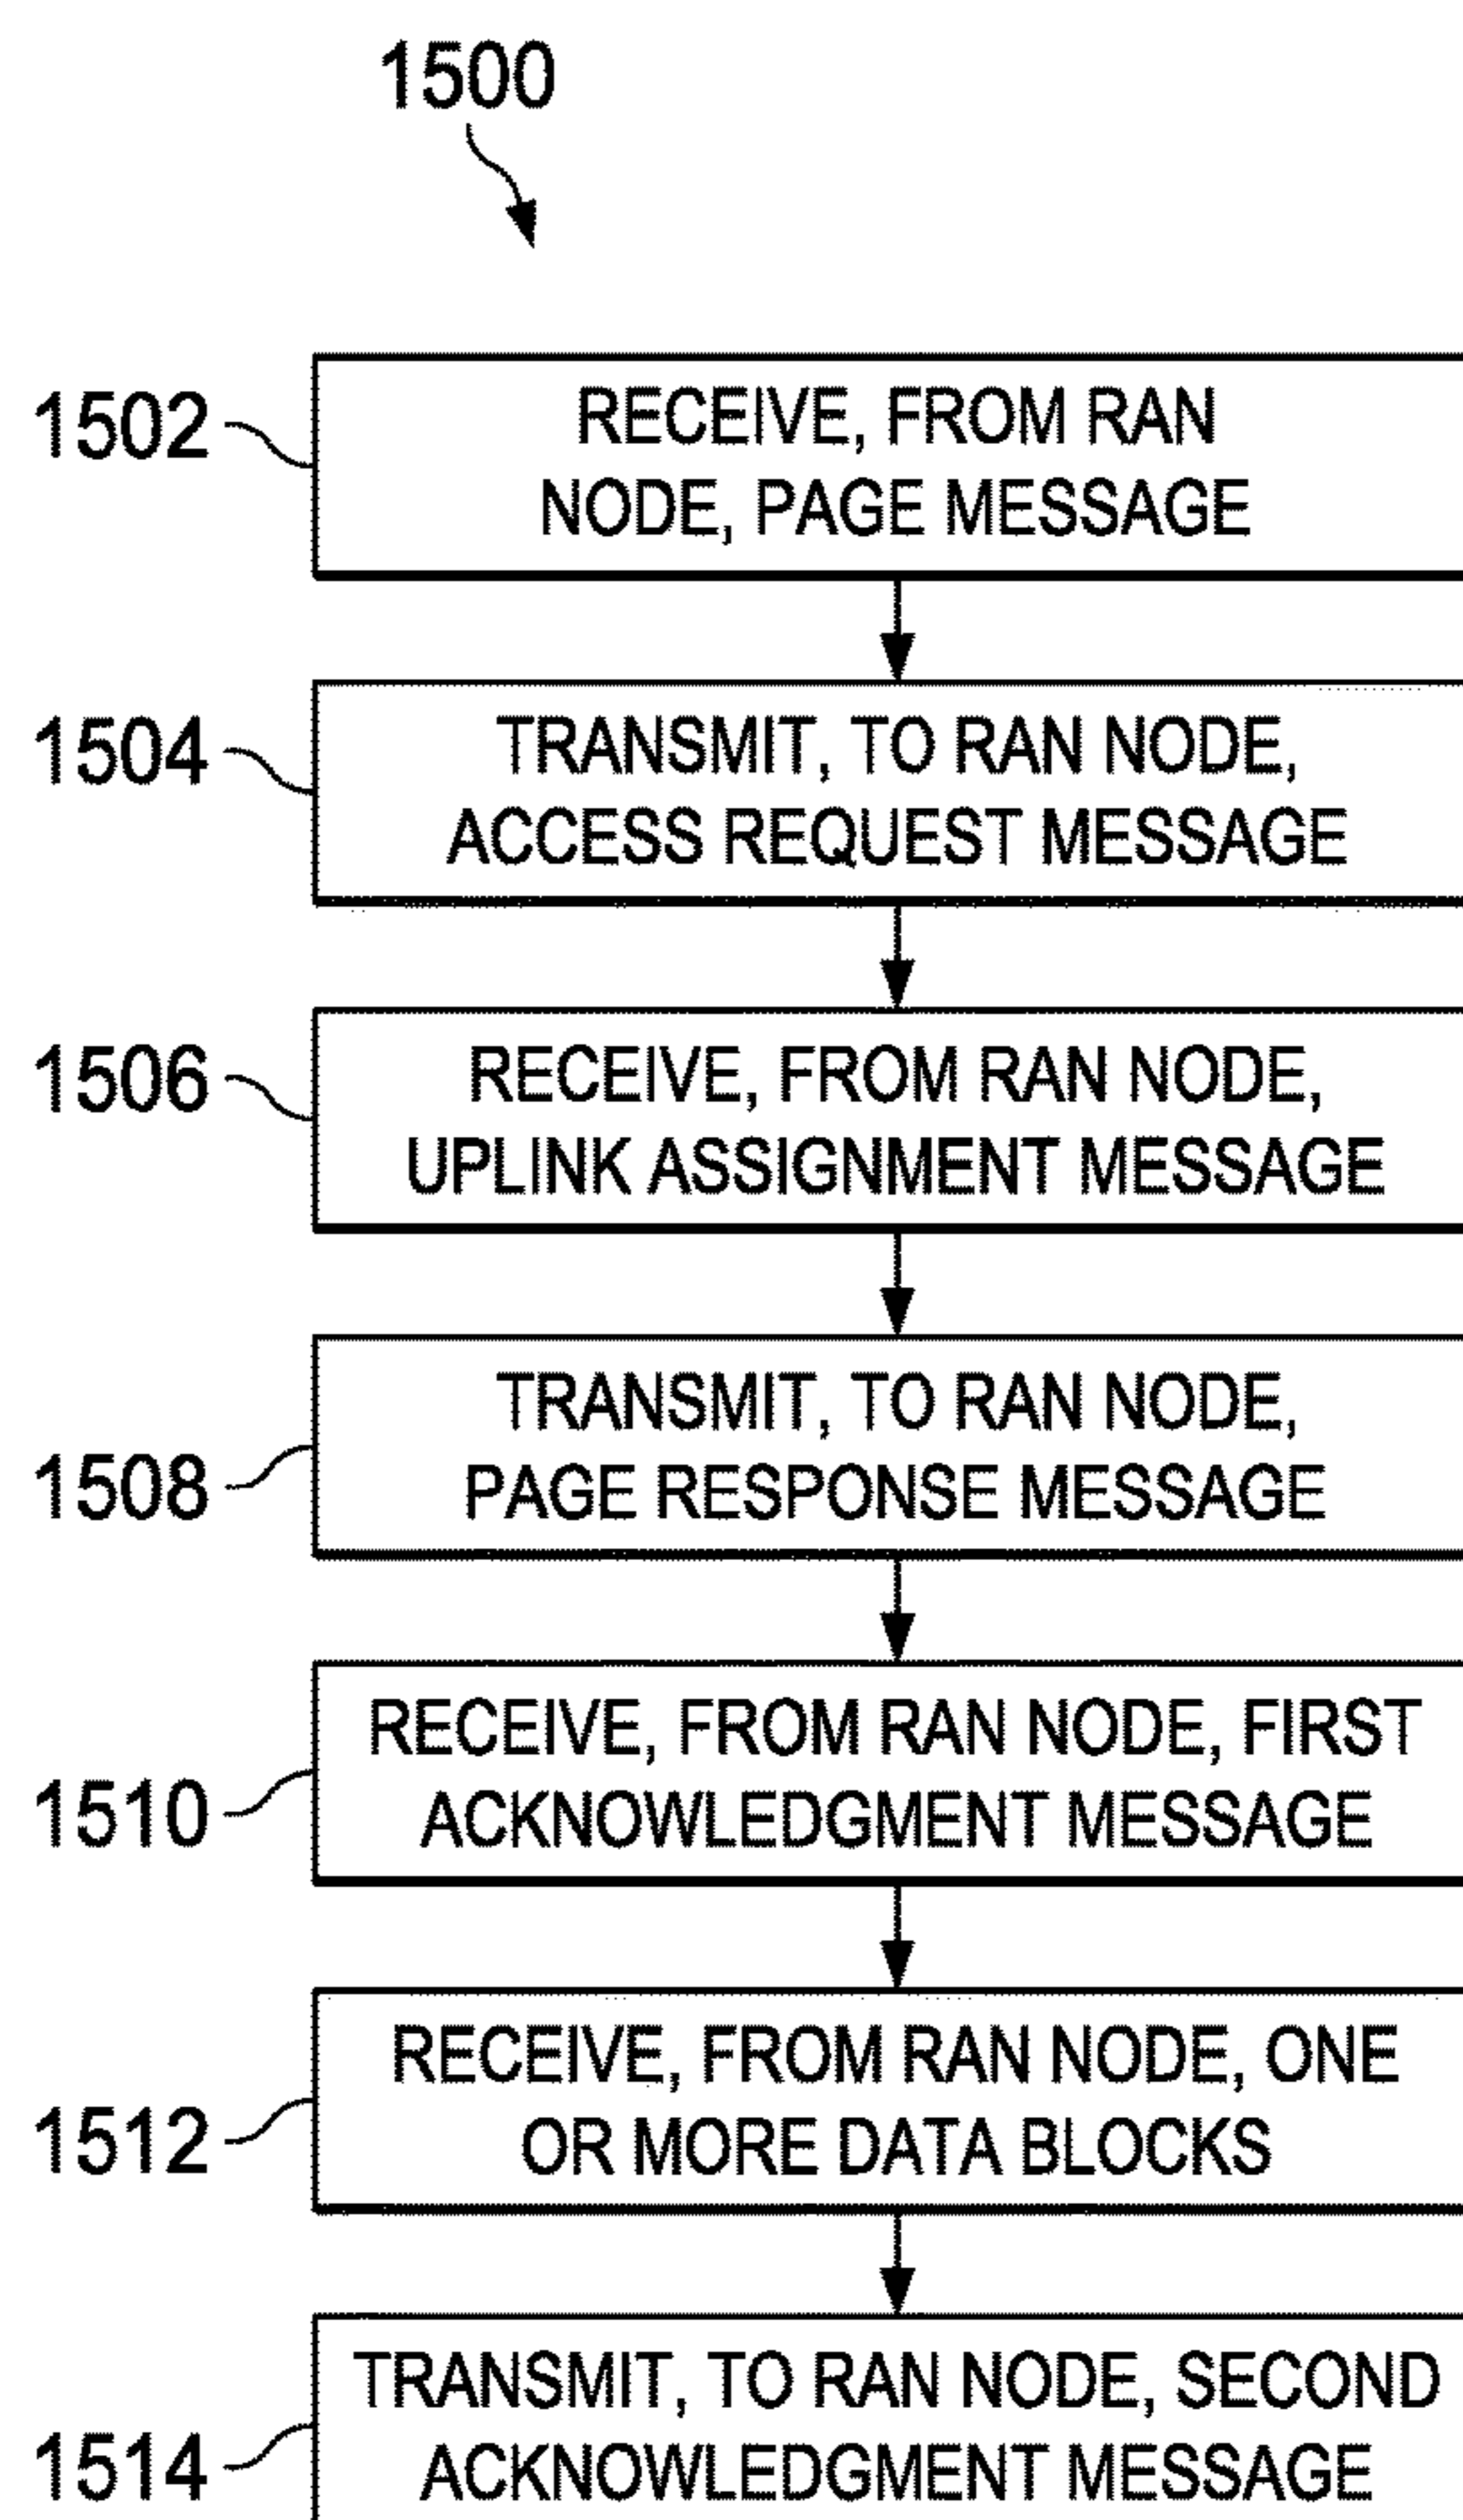 1500
1502
RECEIVE, FROM RAN
NODE, PAGE MESSAGE
1504
TRANSMIT, TO RAN NODE,
ACCESS REQUEST MESSAGE
1506
RECEIVE, FROM RAN NODE,
UPLINK ASSIGNMENT MESSAGE
1508
TRANSMIT, TO RAN NODE,
PAGE RESPONSE MESSAGE
1510
RECEIVE, FROM RAN NODE, FIRST
ACKNOWLEDGMENT MESSAGE
1512
RECEIVE, FROM RAN NODE, ONE
OR MORE DATA BLOCKS
1514
TRANSMIT, TO RAN NODE, SECOND
ACKNOWLEDGMENT MESSAGE